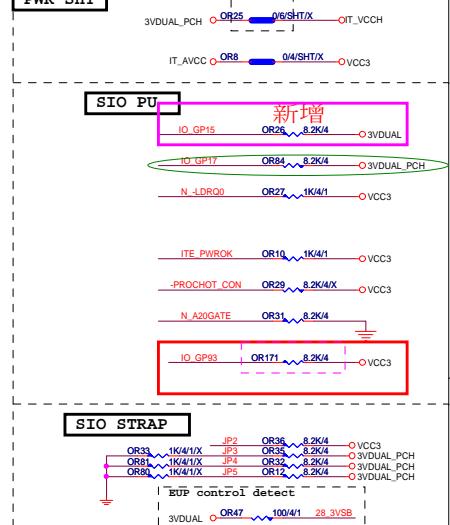 PWR SHT
3VDUAL_PCH OR25 0/6/SHT/X IT_VCCH
IT_AVCC OR8 0/4/SHT/X VCC3
SIO PU
新增
IO_GP15 OR26 8.2K/4 3VDUAL
IO_GP17 OR84 8.2K/4 3VDUAL_PCH
N_-LDRQ0 OR27 1K/4/1 VCC3
ITE_PWROK OR10 1K/4/1 VCC3
-PROCHOT_CON OR29 8.2K/4/X VCC3
N_A20GATE OR31 8.2K/4
IO_GP93 OR171 8.2K/4 VCC3
SIO STRAP
JP2 OR36 8.2K/4 VCC3
OR33 1K/4/1/X JP3 OR35 8.2K/4 3VDUAL_PCH
OR81 1K/4/1/X JP4 OR32 8.2K/4 3VDUAL_PCH
OR80 1K/4/1/X JP5 OR12 8.2K/4 3VDUAL_PCH
EUP control detect
3VDUAL OR47 100/4/1 28_3VSB